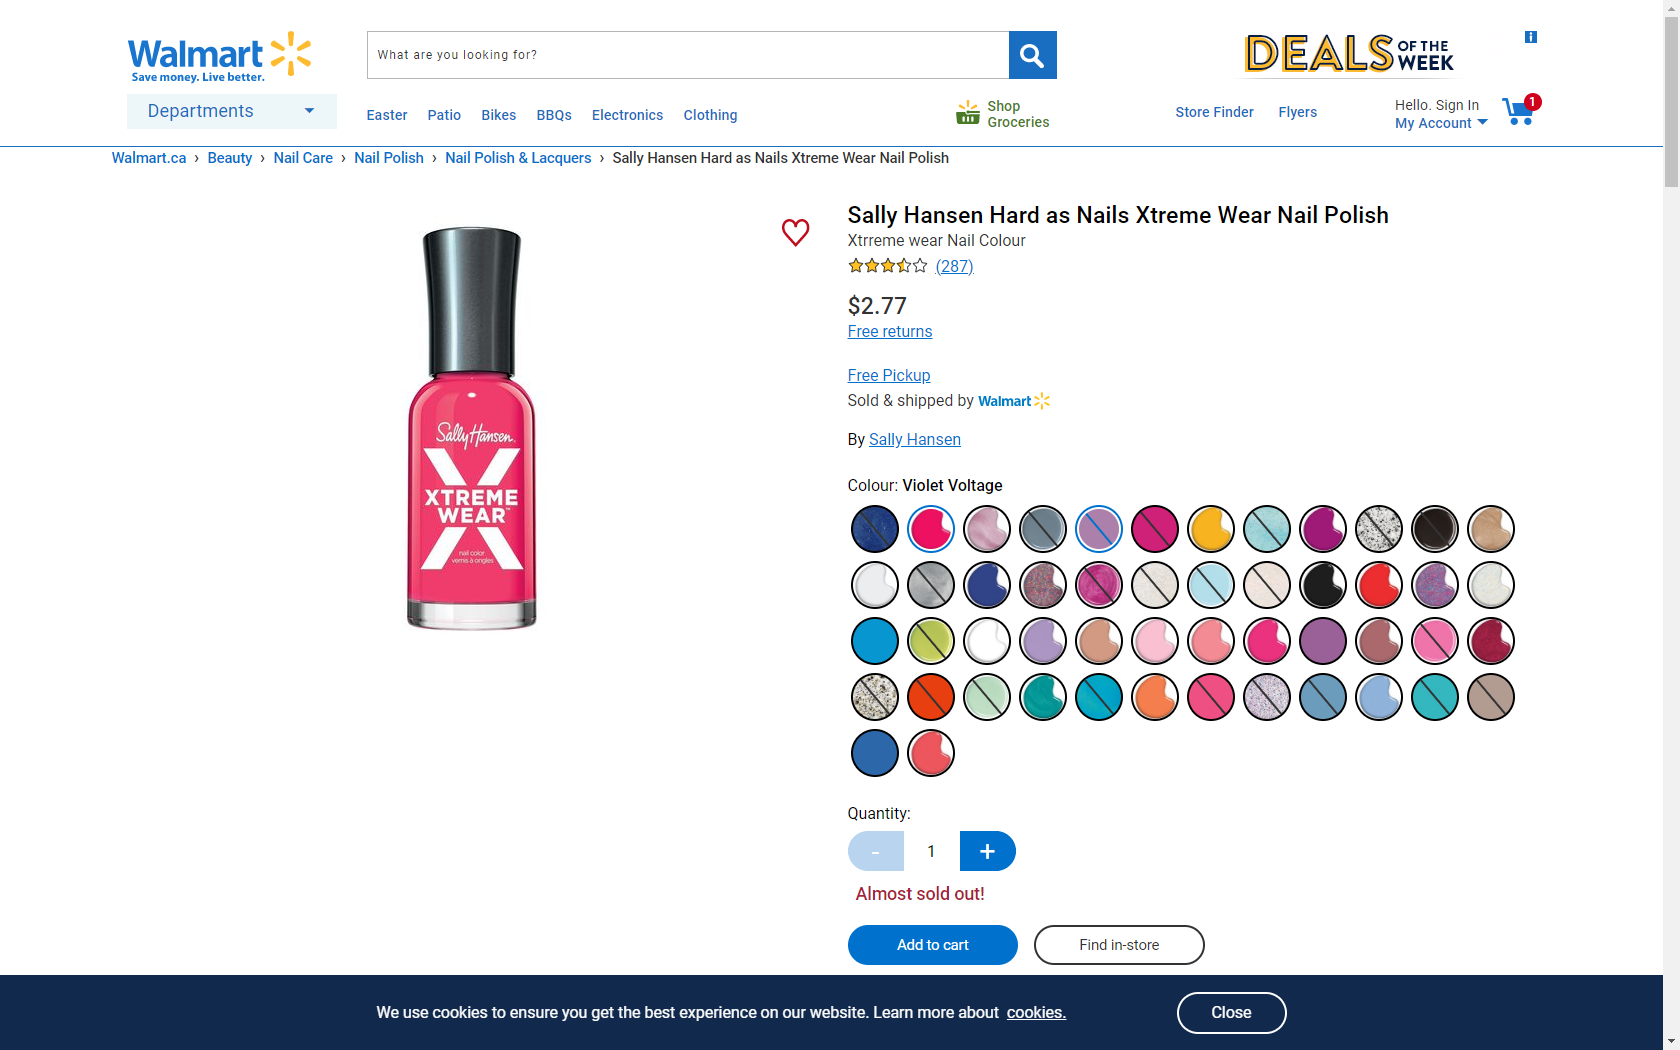 Walmart
Save money. Live better.
What are you looking for?
DEALS OF THE WEEK
Departments
Easter
Patio
Bikes
BBQs
Electronics
Clothing
Shop Groceries
Store Finder
Flyers
Hello. Sign In
My Account
1
Walmart.ca › Beauty › Nail Care › Nail Polish › Nail Polish & Lacquers › Sally Hansen Hard as Nails Xtreme Wear Nail Polish
Sally Hansen
XTREME
WEAR™
nail color
vernis à ongles
Sally Hansen Hard as Nails Xtreme Wear Nail Polish
Xtrreme wear Nail Colour
(287)
$2.77
Free returns
Free Pickup
Sold & shipped by Walmart
By Sally Hansen
Colour: Violet Voltage
Quantity:
- 1 +
Almost sold out!
Add to cart
Find in-store
We use cookies to ensure you get the best experience on our website. Learn more about cookies.
Close